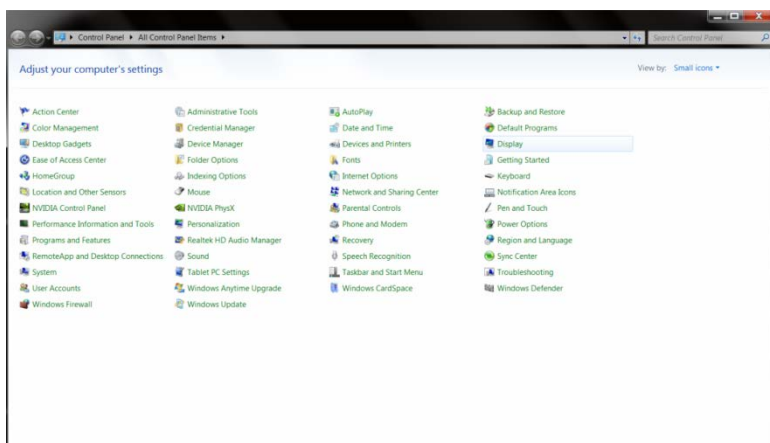 Control Panel ▸ All Control Panel Items ▸ Search Control Panel
Adjust your computer's settings View by: Small icons
Action Center Administrative Tools AutoPlay Backup and Restore
Color Management Credential Manager Date and Time Default Programs
Desktop Gadgets Device Manager Devices and Printers Display
Ease of Access Center Folder Options Fonts Getting Started
HomeGroup Indexing Options Internet Options Keyboard
Location and Other Sensors Mouse Network and Sharing Center Notification Area Icons
NVIDIA Control Panel NVIDIA PhysX Parental Controls Pen and Touch
Performance Information and Tools Personalization Phone and Modem Power Options
Programs and Features Realtek HD Audio Manager Recovery Region and Language
RemoteApp and Desktop Connections Sound Speech Recognition Sync Center
System Tablet PC Settings Taskbar and Start Menu Troubleshooting
User Accounts Windows Anytime Upgrade Windows CardSpace Windows Defender
Windows Firewall Windows Update